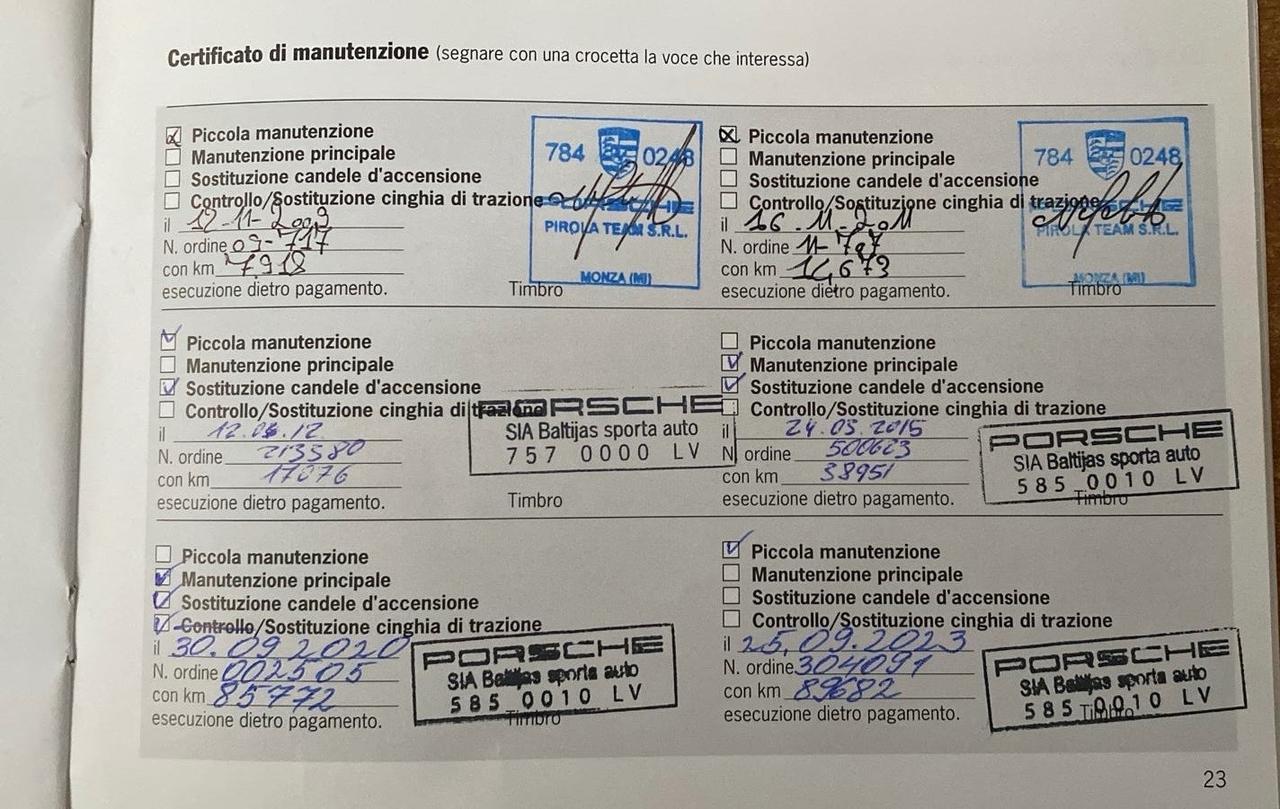 Certificato di manutenzione (segnare con una crocetta la voce che interessa)
Piccola manutenzione
Manutenzione principale
Sostituzione candele d'accensione
Controllo/Sostituzione cinghia di trazione
il 12-11-2009
N. ordine 09-717
con km 7,918
esecuzione dietro pagamento.
784 0248
PORSCHE
PIROLA TEAM S.R.L.
MONZA (MI)
Timbro
Piccola manutenzione
Manutenzione principale
Sostituzione candele d'accensione
Controllo/Sostituzione cinghia di trazione
il 16.11.2011
N. ordine
con km 14,673
esecuzione dietro pagamento.
784 0248
PIROLA TEAM S.R.L.
MONZA (MI)
Timbro
Piccola manutenzione
Manutenzione principale
Sostituzione candele d'accensione
Controllo/Sostituzione cinghia di trazione
il
N. ordine 213580
con km 17076
esecuzione dietro pagamento.
PORSCHE
SIA Baltijas sporta auto
757 0000 LV
Timbro
Piccola manutenzione
Manutenzione principale
Sostituzione candele d'accensione
Controllo/Sostituzione cinghia di trazione
il 24.03.2015
N. ordine 500623
con km 38951
esecuzione dietro pagamento.
PORSCHE
SIA Baltijas sporta auto
585 0010 LV
Timbro
Piccola manutenzione
Manutenzione principale
Sostituzione candele d'accensione
Controllo/Sostituzione cinghia di trazione
il 30.09.2020
N. ordine 002505
con km 85772
esecuzione dietro pagamento.
PORSCHE
SIA Baltijas sporta auto
585 0010 LV
Timbro
Piccola manutenzione
Manutenzione principale
Sostituzione candele d'accensione
Controllo/Sostituzione cinghia di trazione
il 25.09.2023
N. ordine 304091
con km 89682
esecuzione dietro pagamento.
PORSCHE
SIA Baltijas sporta auto
585 0010 LV
Timbro
23